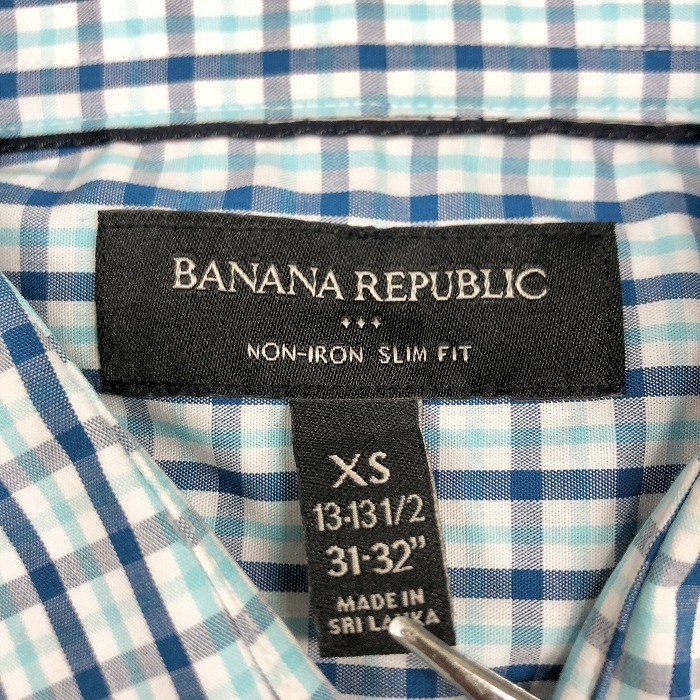 BANANA REPUBLIC
NON-IRON SLIM FIT
XS
13-13 1/2
31-32"
MADE IN
SRI LANKA